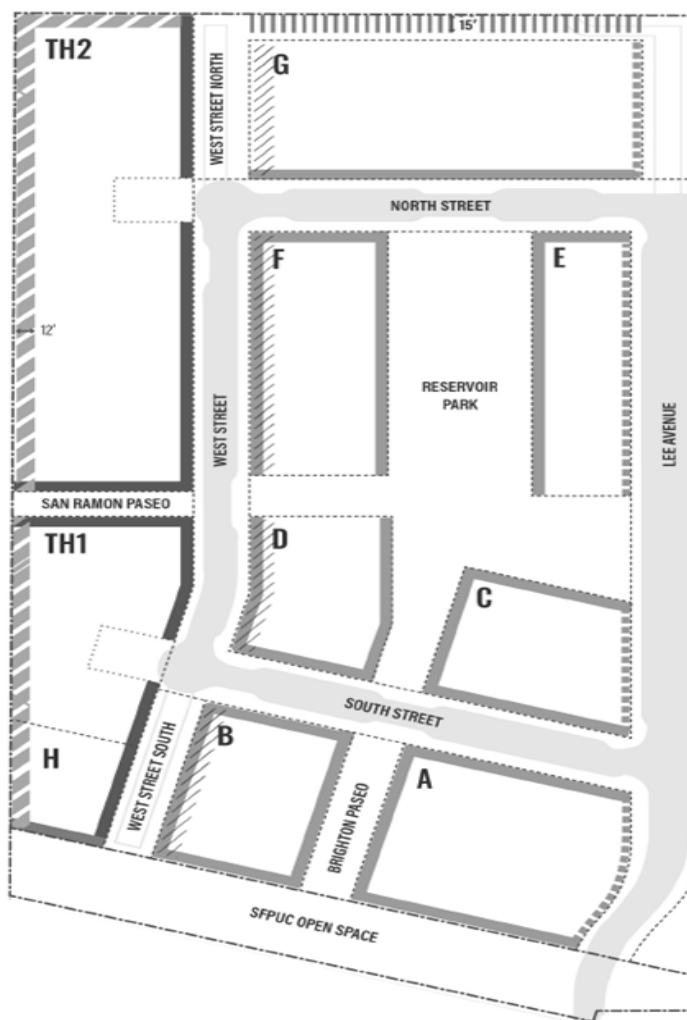 15'
TH2
G
WEST STREET NORTH
NORTH STREET
F
E
12'
RESERVOIR
PARK
WEST STREET
LEE AVENUE
SAN RAMON PASEO
TH1
D
C
SOUTH STREET
H
WEST STREET SOUTH
B
BRIGHTON PASEO
A
SFPUC OPEN SPACE